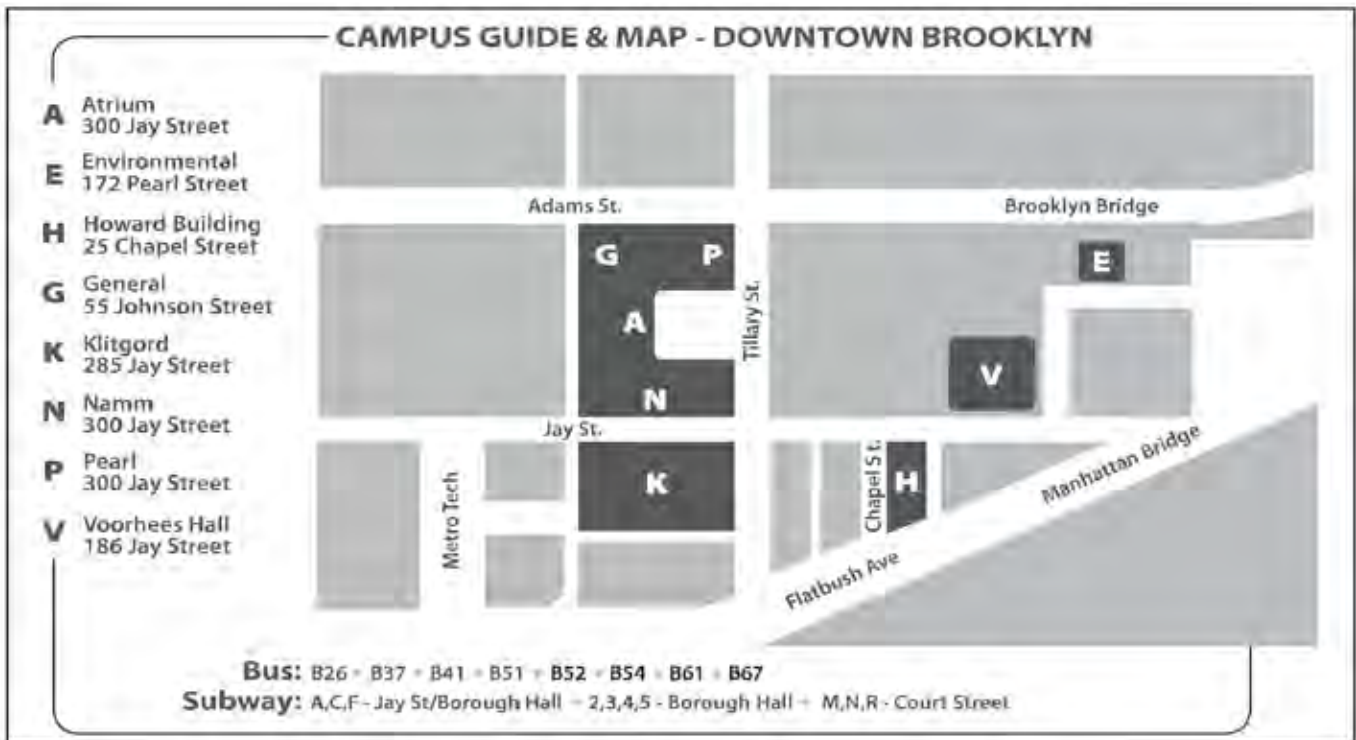 CAMPUS GUIDE & MAP - DOWNTOWN BROOKLYN
A Atrium
300 Jay Street
E Environmental
172 Pearl Street
H Howard Building
25 Chapel Street
G General
55 Johnson Street
K Klitgord
285 Jay Street
N Namm
300 Jay Street
P Pearl
300 Jay Street
V Voorhees Hall
186 Jay Street
Adams St.
Brooklyn Bridge
G P
E
A
Tillary St.
V
N
Jay St.
Metro Tech
K
Chapel St.
H
Manhattan Bridge
Flatbush Ave
Bus: B26 - B37 - B41 - B51 - B52 - B54 - B61 - B67
Subway: A,C,F - Jay St/Borough Hall - 2,3,4,5 - Borough Hall - M,N,R - Court Street